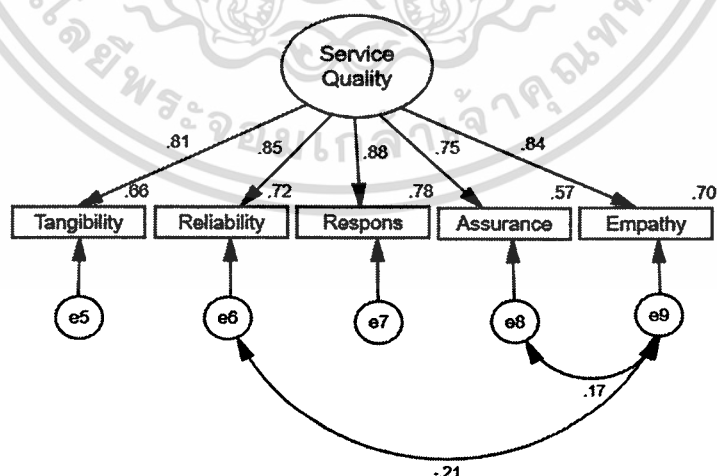 Service
Quality
.81
.85
.88
.75
.84
.66
.72
.78
.57
.70
Tangibility
Reliability
Respons
Assurance
Empathy
e5
e6
e7
e8
e9
.17
-.21